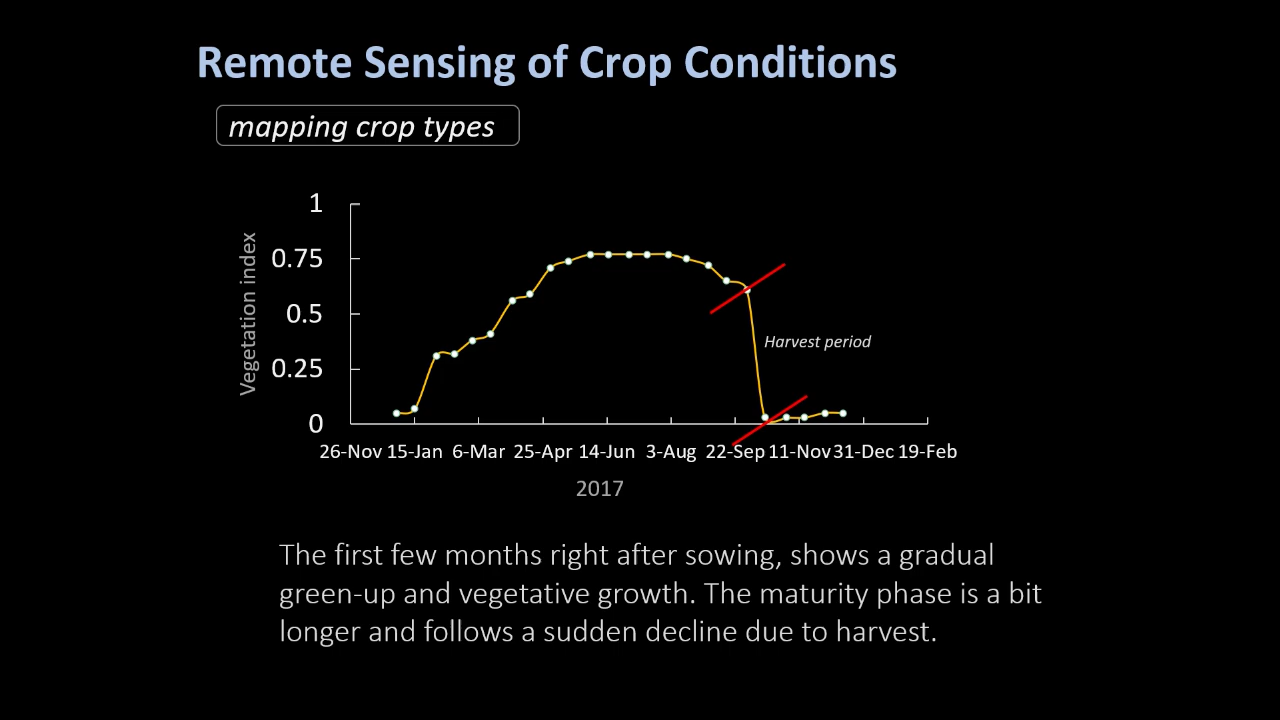 Remote Sensing of Crop Conditions
mapping crop types
1
0.75
0.5
0.25
0
Vegetation index
Harvest period
26-Nov 15-Jan 6-Mar 25-Apr 14-Jun 3-Aug 22-Sep 11-Nov 31-Dec 19-Feb
2017
The first few months right after sowing, shows a gradual
green-up and vegetative growth. The maturity phase is a bit
longer and follows a sudden decline due to harvest.